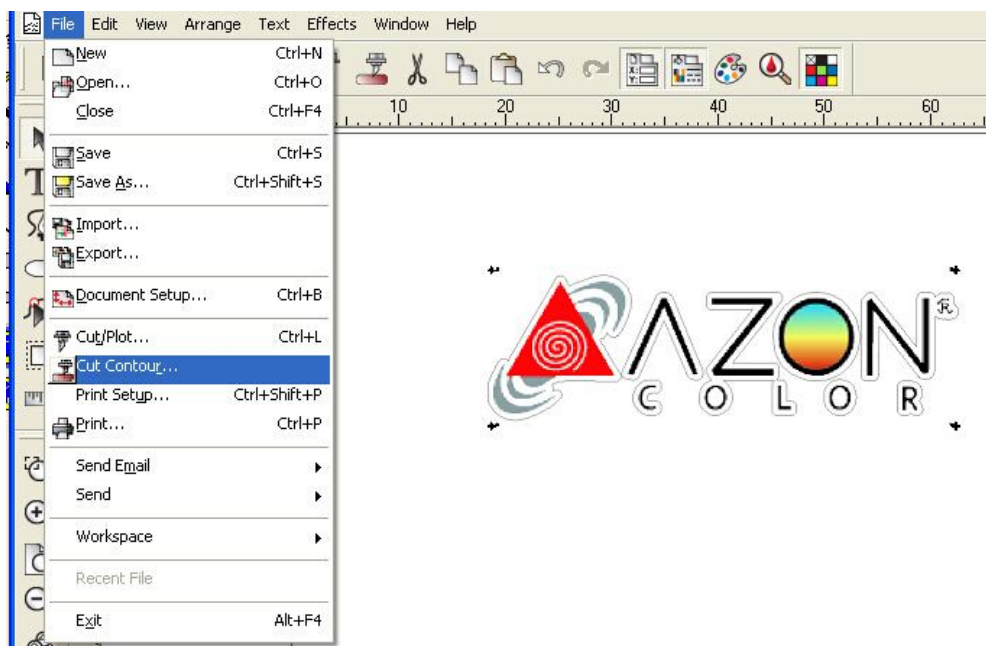 File Edit View Arrange Text Effects Window Help
New Ctrl+N
Open... Ctrl+O
Close Ctrl+F4
10 20 30 40 50 60
Save Ctrl+S
Save As... Ctrl+Shift+S
Import...
Export...
Document Setup... Ctrl+B
Cut/Plot... Ctrl+L
Cut Contour...
Print Setup... Ctrl+Shift+P
Print... Ctrl+P
Send Email
Send
Workspace
Recent File
Exit Alt+F4
AZON®
COLOR